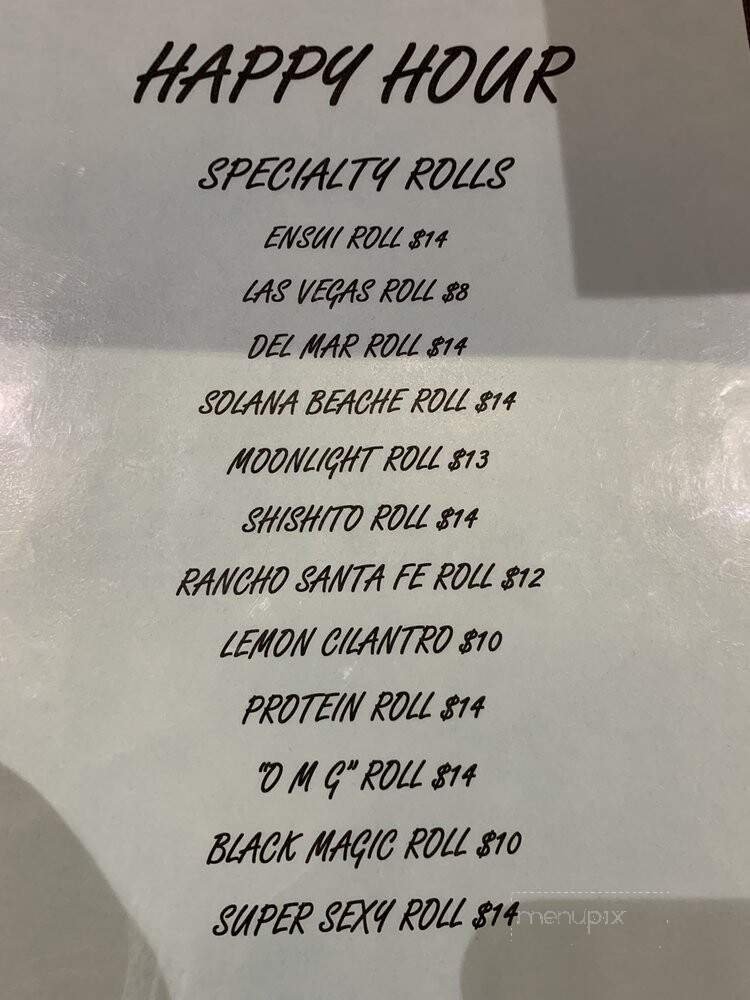 HAPPY HOUR
SPECIALTY ROLLS
ENSUI ROLL $14
LAS VEGAS ROLL $8
DEL MAR ROLL $14
SOLANA BEACHE ROLL $14
MOONLIGHT ROLL $13
SHISHITO ROLL $14
RANCHO SANTA FE ROLL $12
LEMON CILANTRO $10
PROTEIN ROLL $14
"O M G" ROLL $14
BLACK MAGIC ROLL $10
SUPER SEXY ROLL $14
menupix